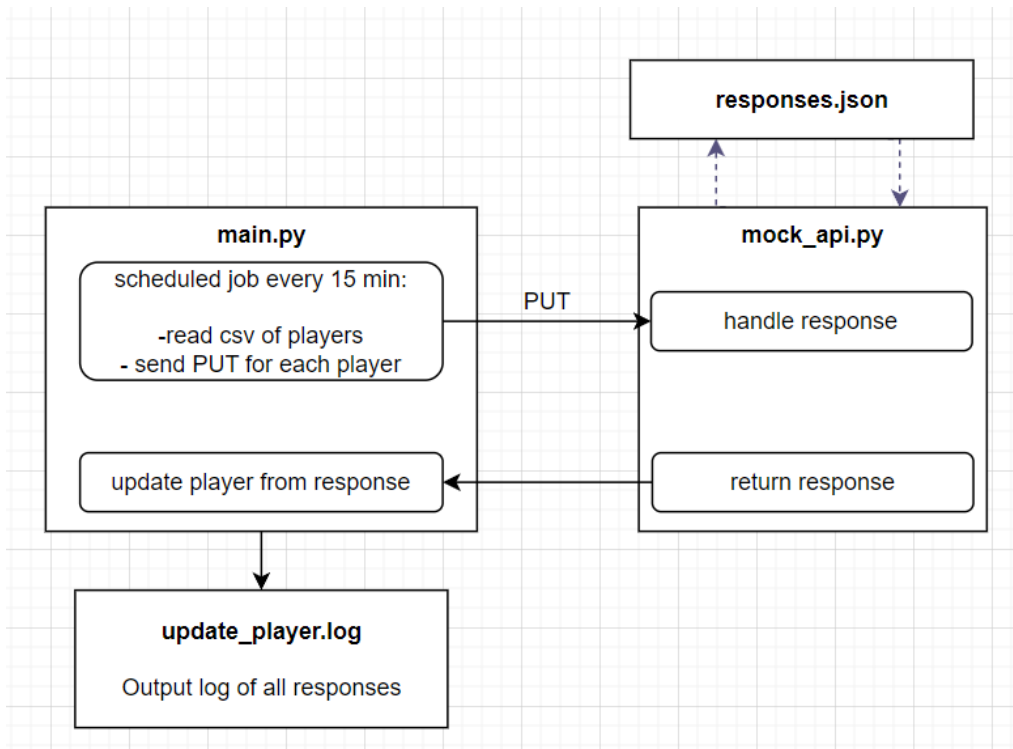 responses.json
main.py
mock_api.py
scheduled job every 15 min:
-read csv of players
- send PUT for each player
PUT
handle response
update player from response
return response
update_player.log
Output log of all responses